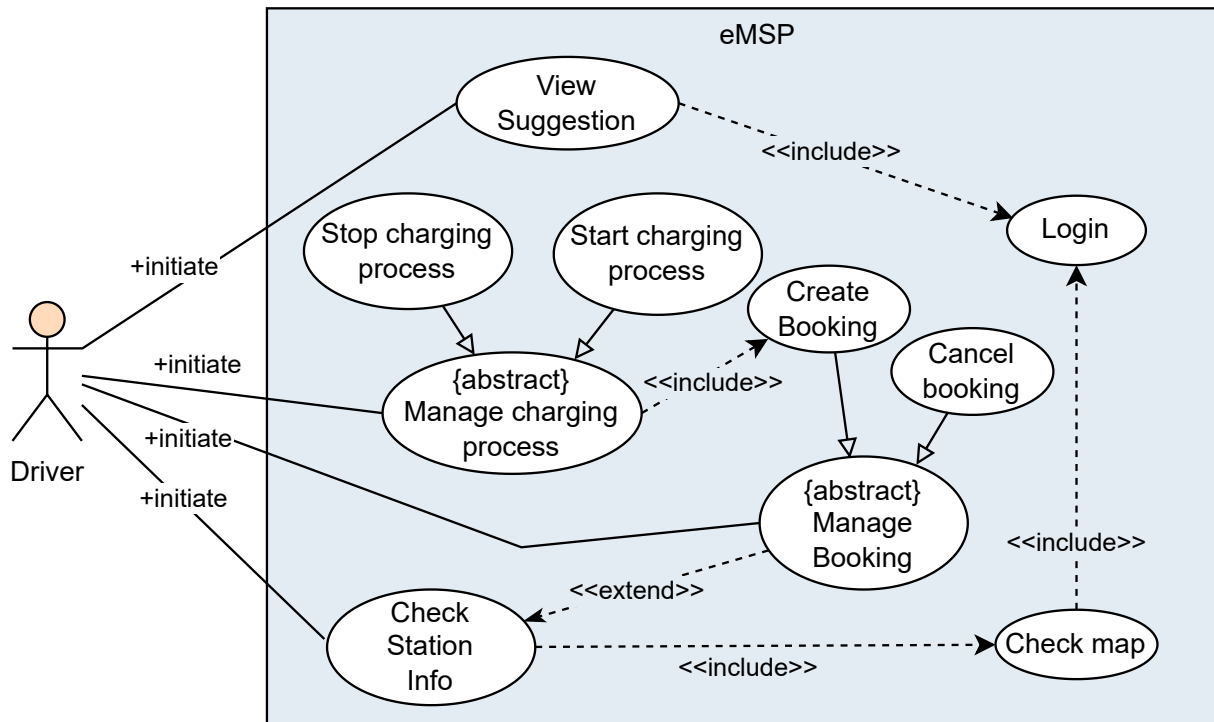 eMSP
View
Suggestion
<<include>>
Stop charging
process
Start charging
process
Login
+initiate
Create
Booking
+initiate
{abstract}
Manage charging
process
<<include>>
Cancel
booking
+initiate
Driver
+initiate
{abstract}
Manage
Booking
<<include>>
<<extend>>
Check
Station
Info
<<include>>
Check map